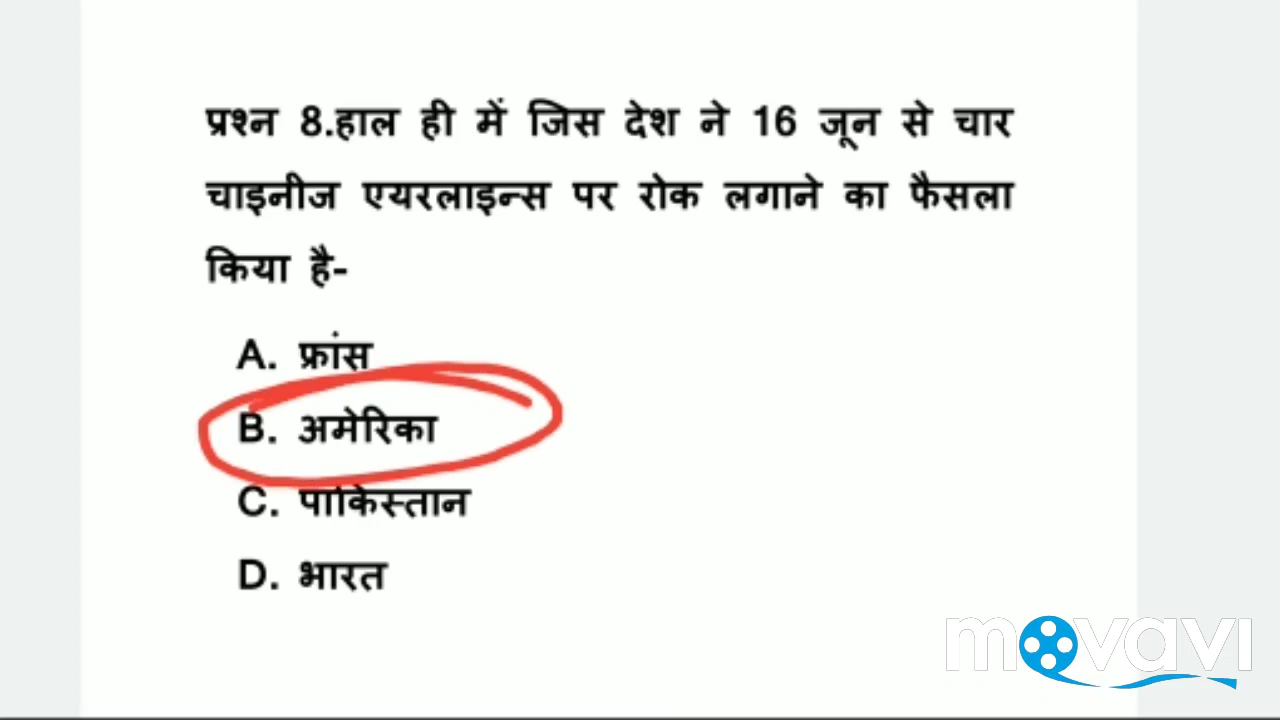 प्रश्न 8.हाल ही में जिस देश ने 16 जून से चार
चाइनीज एयरलाइन्स पर रोक लगाने का फैसला
किया है-
A. फ्रांस
B. अमेरिका
C. पाकिस्तान
D. भारत
movavi